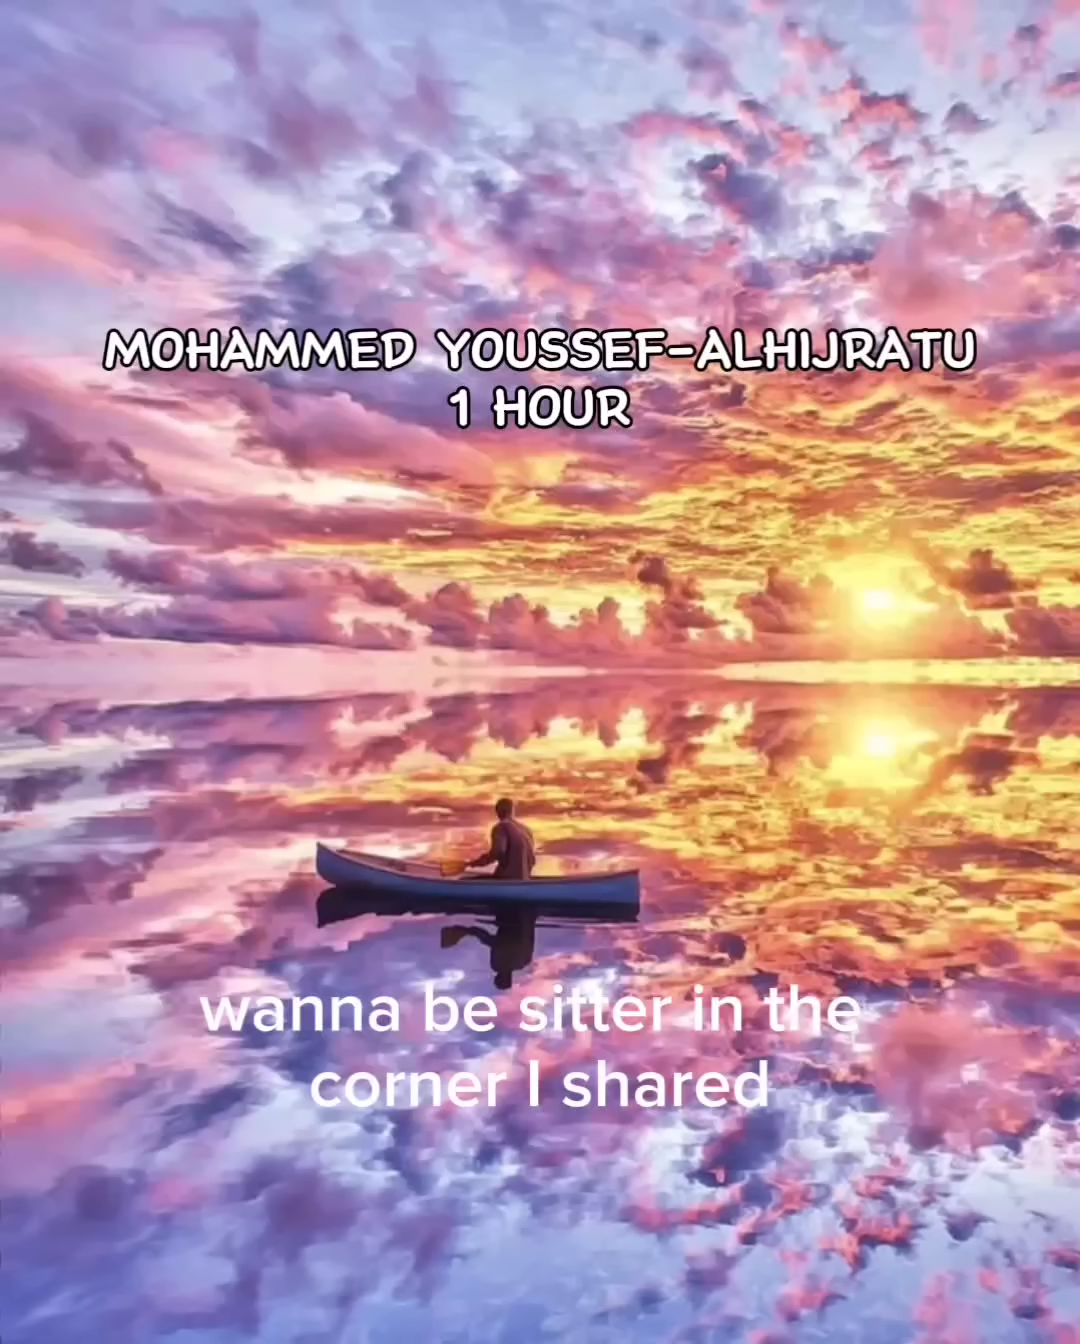 MOHAMMED YOUSSEF-ALHIJRATU
1 HOUR
wanna be sitter in the
corner I shared